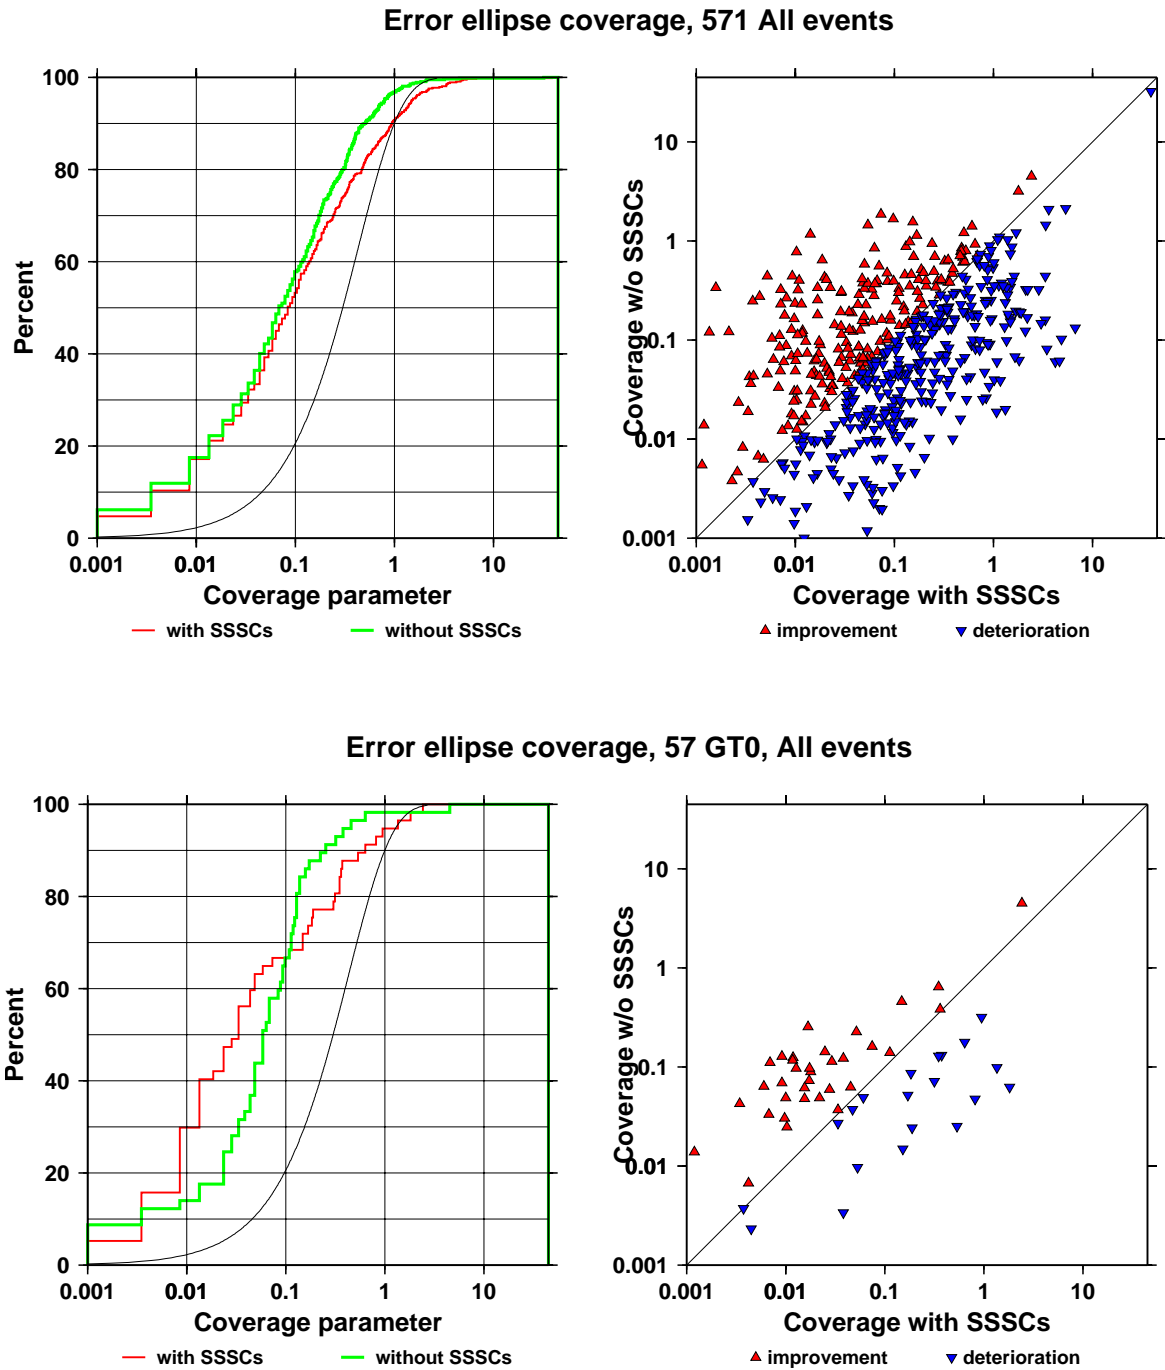 Error ellipse coverage, 571 All events
100
80
60
40
20
0
Percent
0.001
0.01
0.1
1
10
Coverage parameter
with SSSCs
without SSSCs
10
1
0.1
0.01
0.001
Coverage w/o SSSCs
0.001
0.01
0.1
1
10
Coverage with SSSCs
improvement
deterioration
Error ellipse coverage, 57 GT0, All events
100
80
60
40
20
0
Percent
0.001
0.01
0.1
1
10
Coverage parameter
with SSSCs
without SSSCs
10
1
0.1
0.01
0.001
Coverage w/o SSSCs
0.001
0.01
0.1
1
10
Coverage with SSSCs
improvement
deterioration